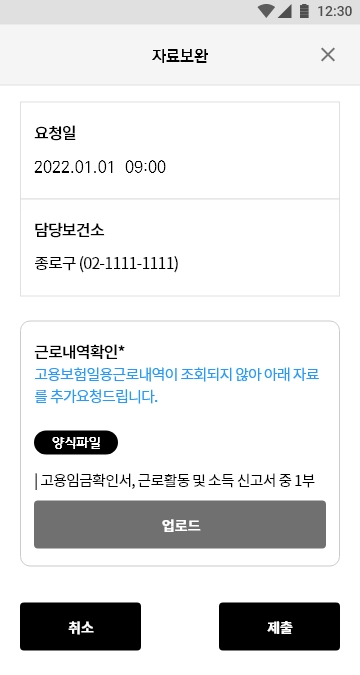 12:30
자료보완
요청일
2022.01.01 09:00
담당보건소
종로구 (02-1111-1111)
근로내역확인*
고용보험일용근로내역이 조회되지 않아 아래 자료
를 추가요청드립니다.
양식파일
| 고용임금확인서, 근로활동 및 소득 신고서 중 1부
업로드
취소
제출